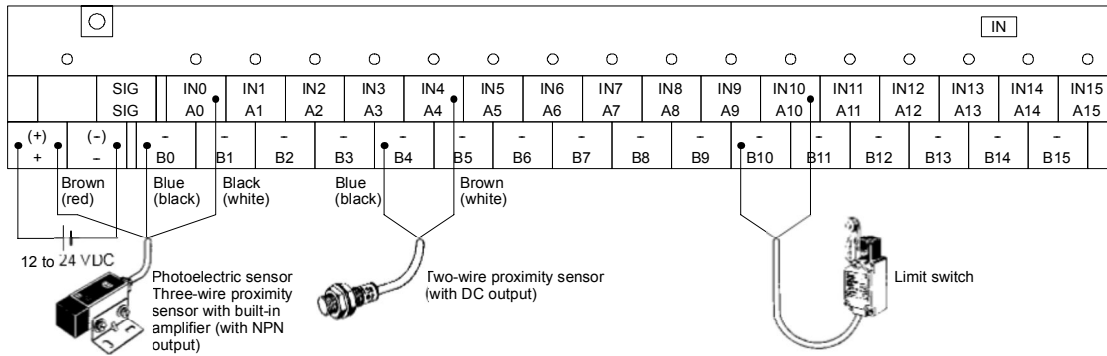 IN
SIG IN0 IN1 IN2 IN3 IN4 IN5 IN6 IN7 IN8 IN9 IN10 IN11 IN12 IN13 IN14 IN15
SIG A0 A1 A2 A3 A4 A5 A6 A7 A8 A9 A10 A11 A12 A13 A14 A15
(+) (-) - - - - - - - - - - - - - - - -
+ - B0 B1 B2 B3 B4 B5 B6 B7 B8 B9 B10 B11 B12 B13 B14 B15
Brown Blue Black Blue Brown
(red) (black) (white) (black) (white)
12 to 24 VDC
Photoelectric sensor
Three-wire proximity
sensor with built-in
amplifier (with NPN
output)
Two-wire proximity sensor
(with DC output)
Limit switch